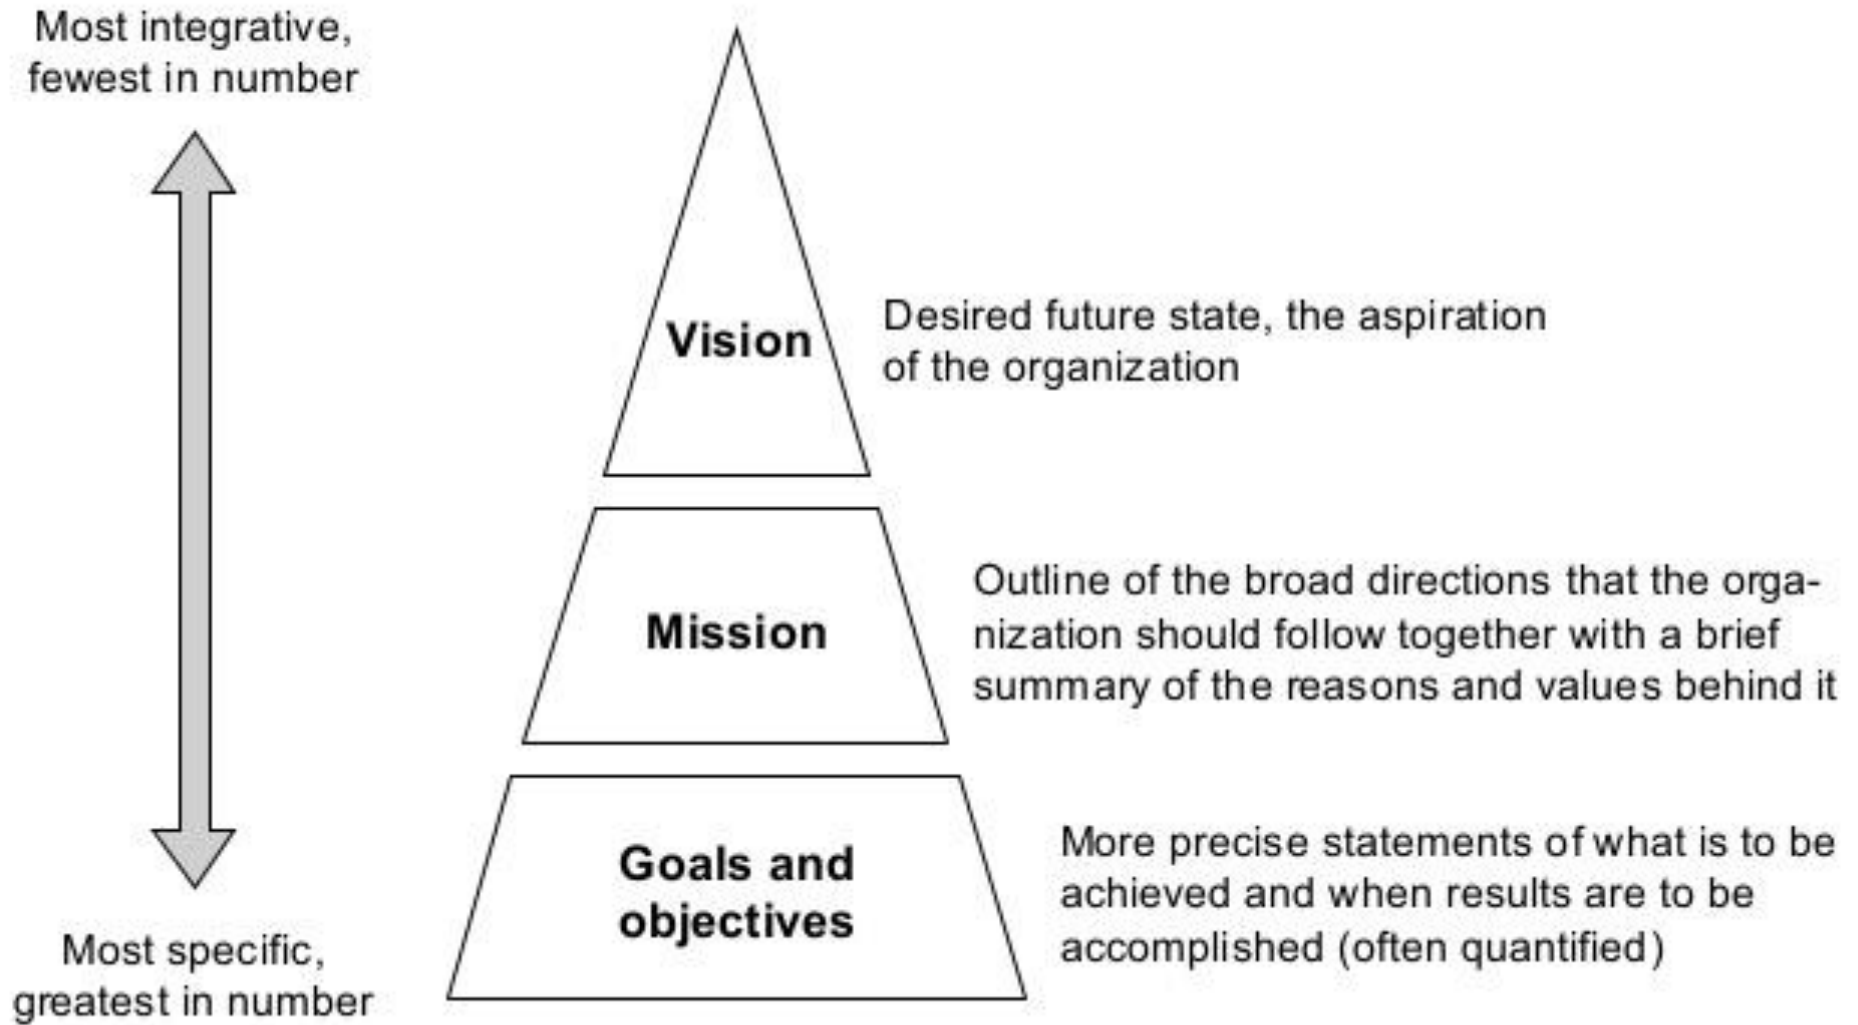 Most integrative,
fewest in number
Vision
Desired future state, the aspiration
of the organization
Mission
Outline of the broad directions that the orga-
nization should follow together with a brief
summary of the reasons and values behind it
Goals and
objectives
More precise statements of what is to be
achieved and when results are to be
accomplished (often quantified)
Most specific,
greatest in number